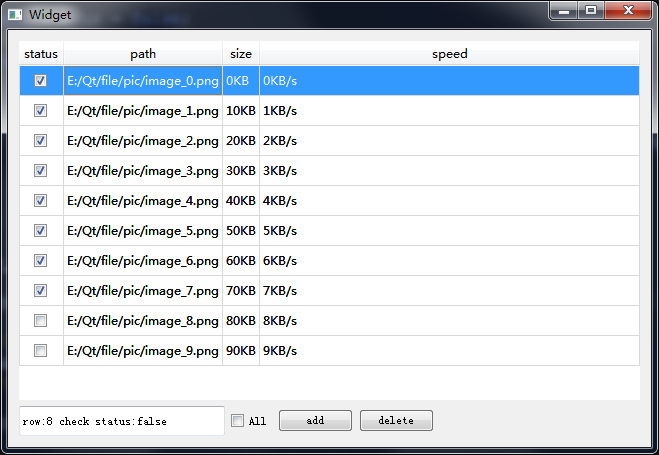 Widget
status path size speed
E:/Qt/file/pic/image_0.png 0KB 0KB/s
E:/Qt/file/pic/image_1.png 10KB 1KB/s
E:/Qt/file/pic/image_2.png 20KB 2KB/s
E:/Qt/file/pic/image_3.png 30KB 3KB/s
E:/Qt/file/pic/image_4.png 40KB 4KB/s
E:/Qt/file/pic/image_5.png 50KB 5KB/s
E:/Qt/file/pic/image_6.png 60KB 6KB/s
E:/Qt/file/pic/image_7.png 70KB 7KB/s
E:/Qt/file/pic/image_8.png 80KB 8KB/s
E:/Qt/file/pic/image_9.png 90KB 9KB/s
row:8 check status:false All add delete